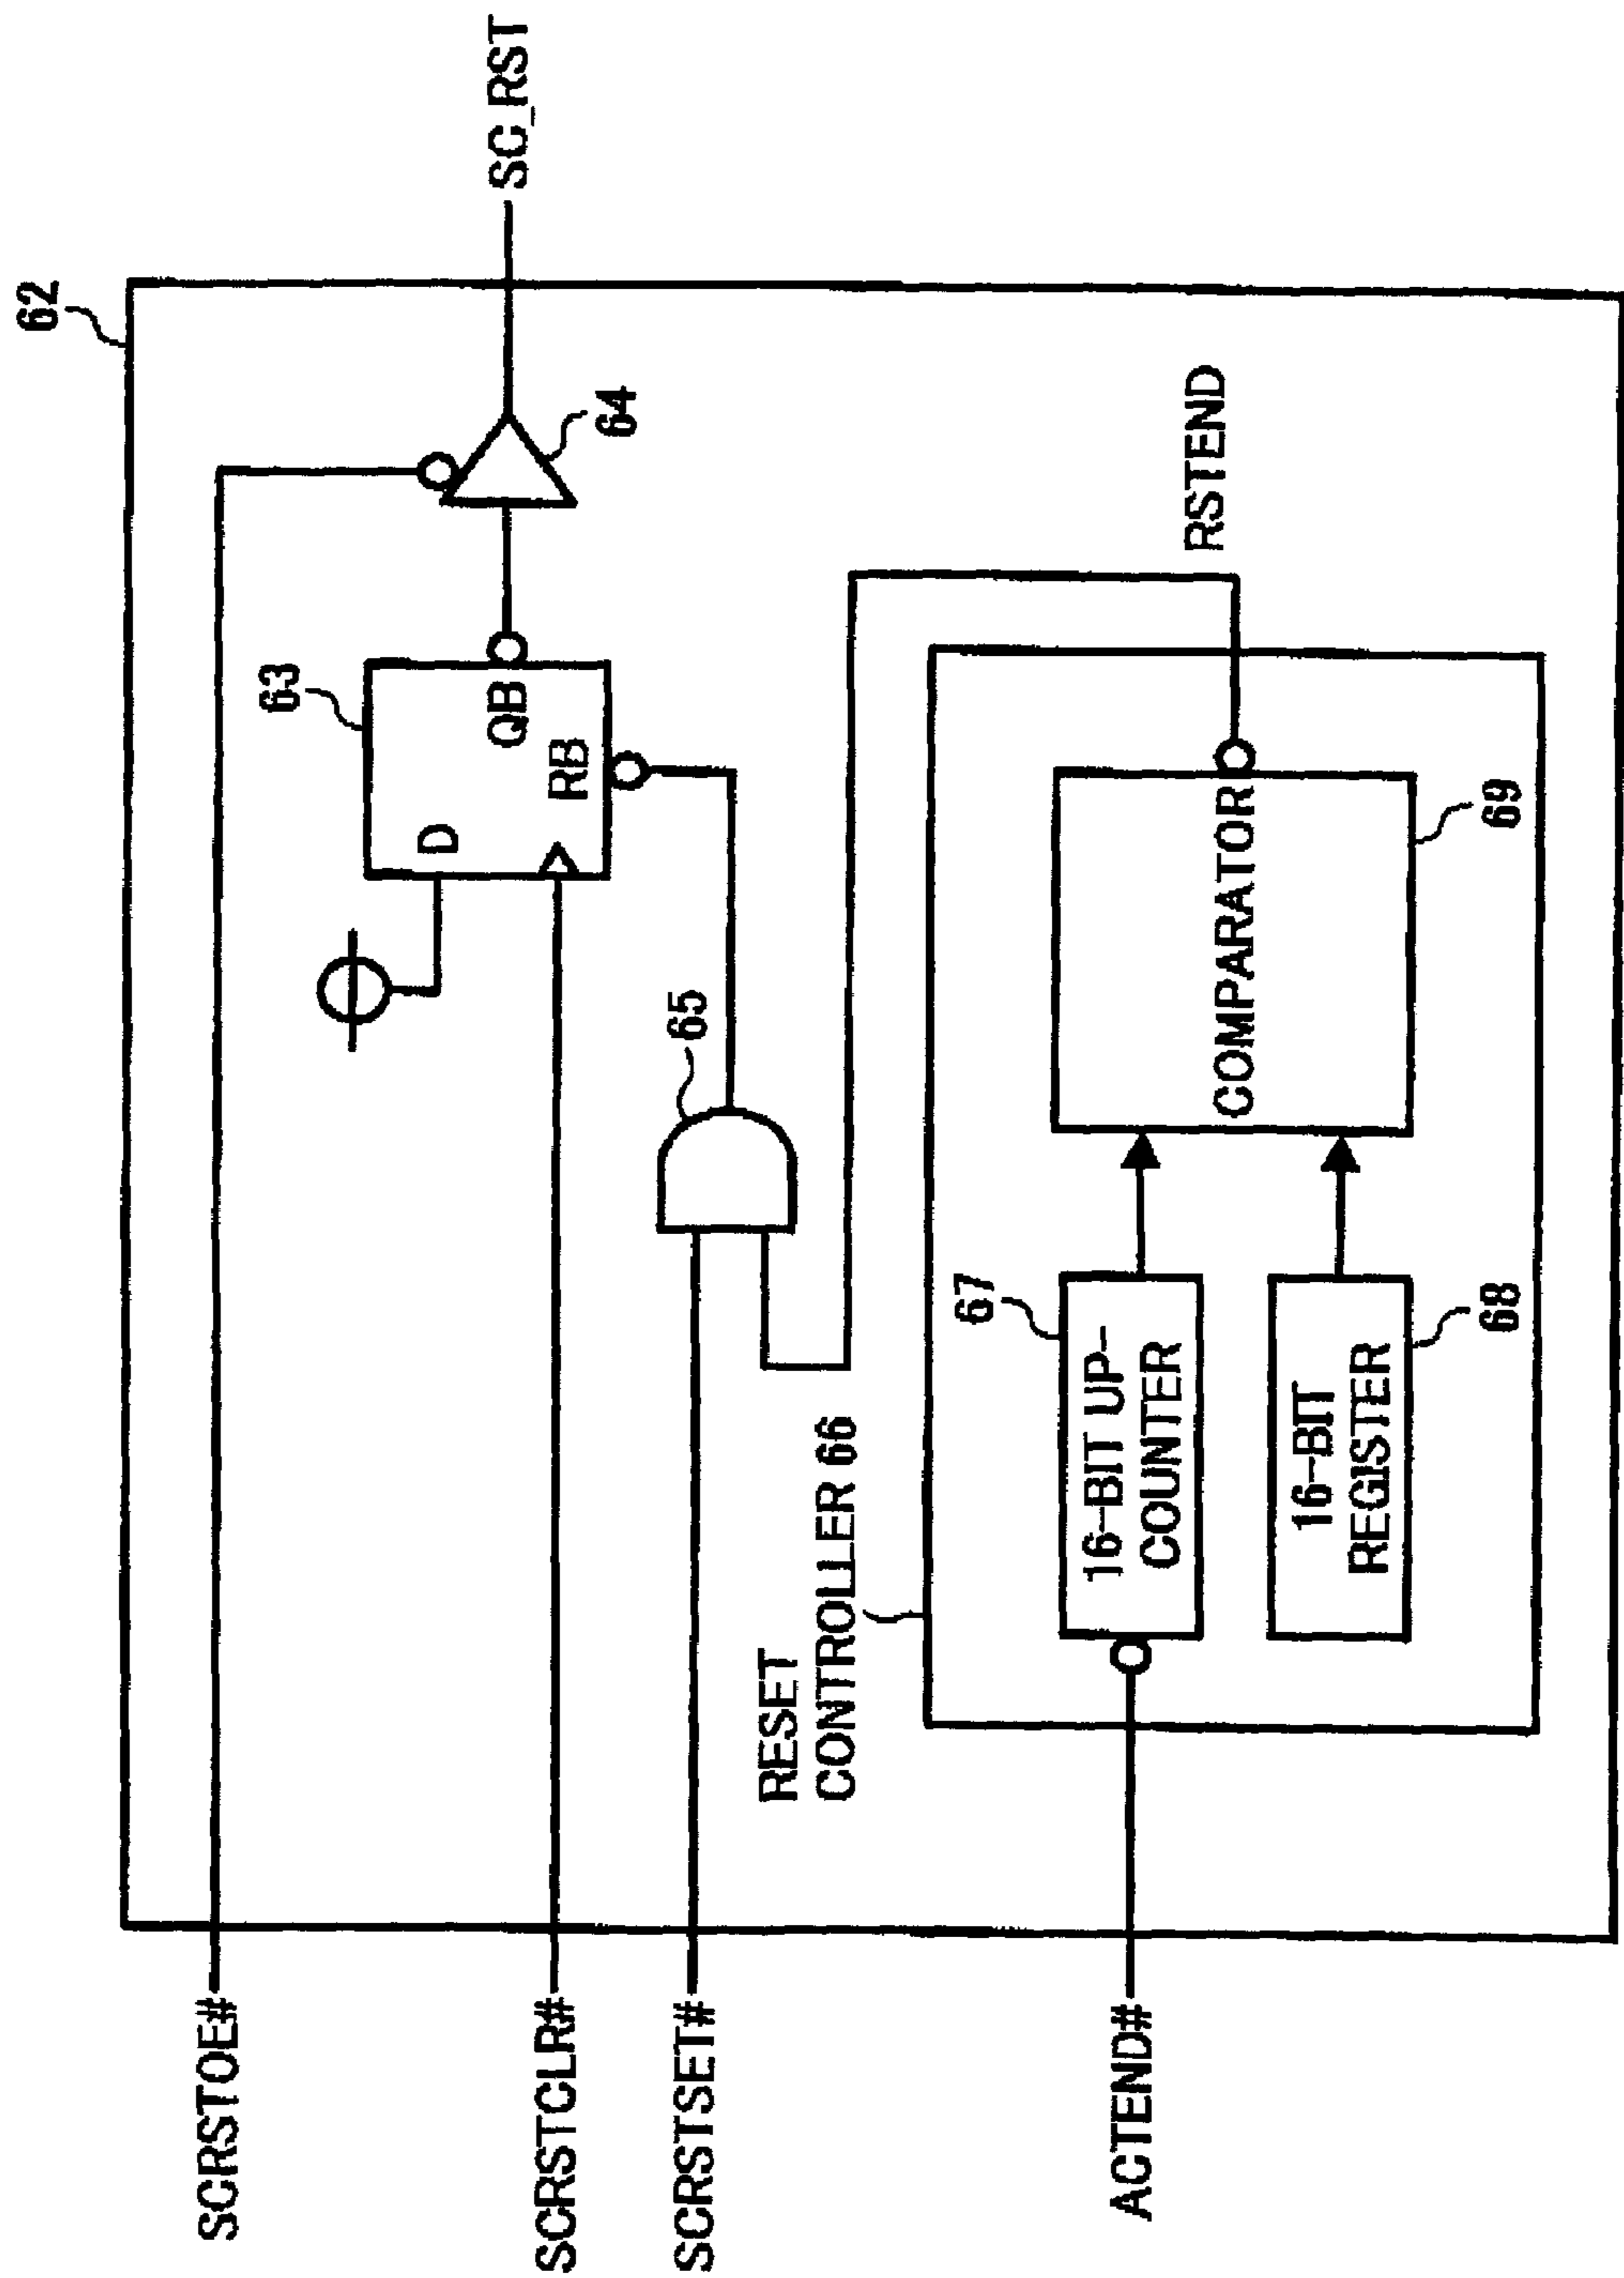 62
SCRSTOE#
SC_RST
64
63
D
QB
RB
SCRSTCLR#
65
SCRSTSET#
RSTEND
RESET
CONTROLLER 66
67
16-BIT UP-
COUNTER
COMPARATOR
ACTEND#
16-BIT
REGISTER
68
69